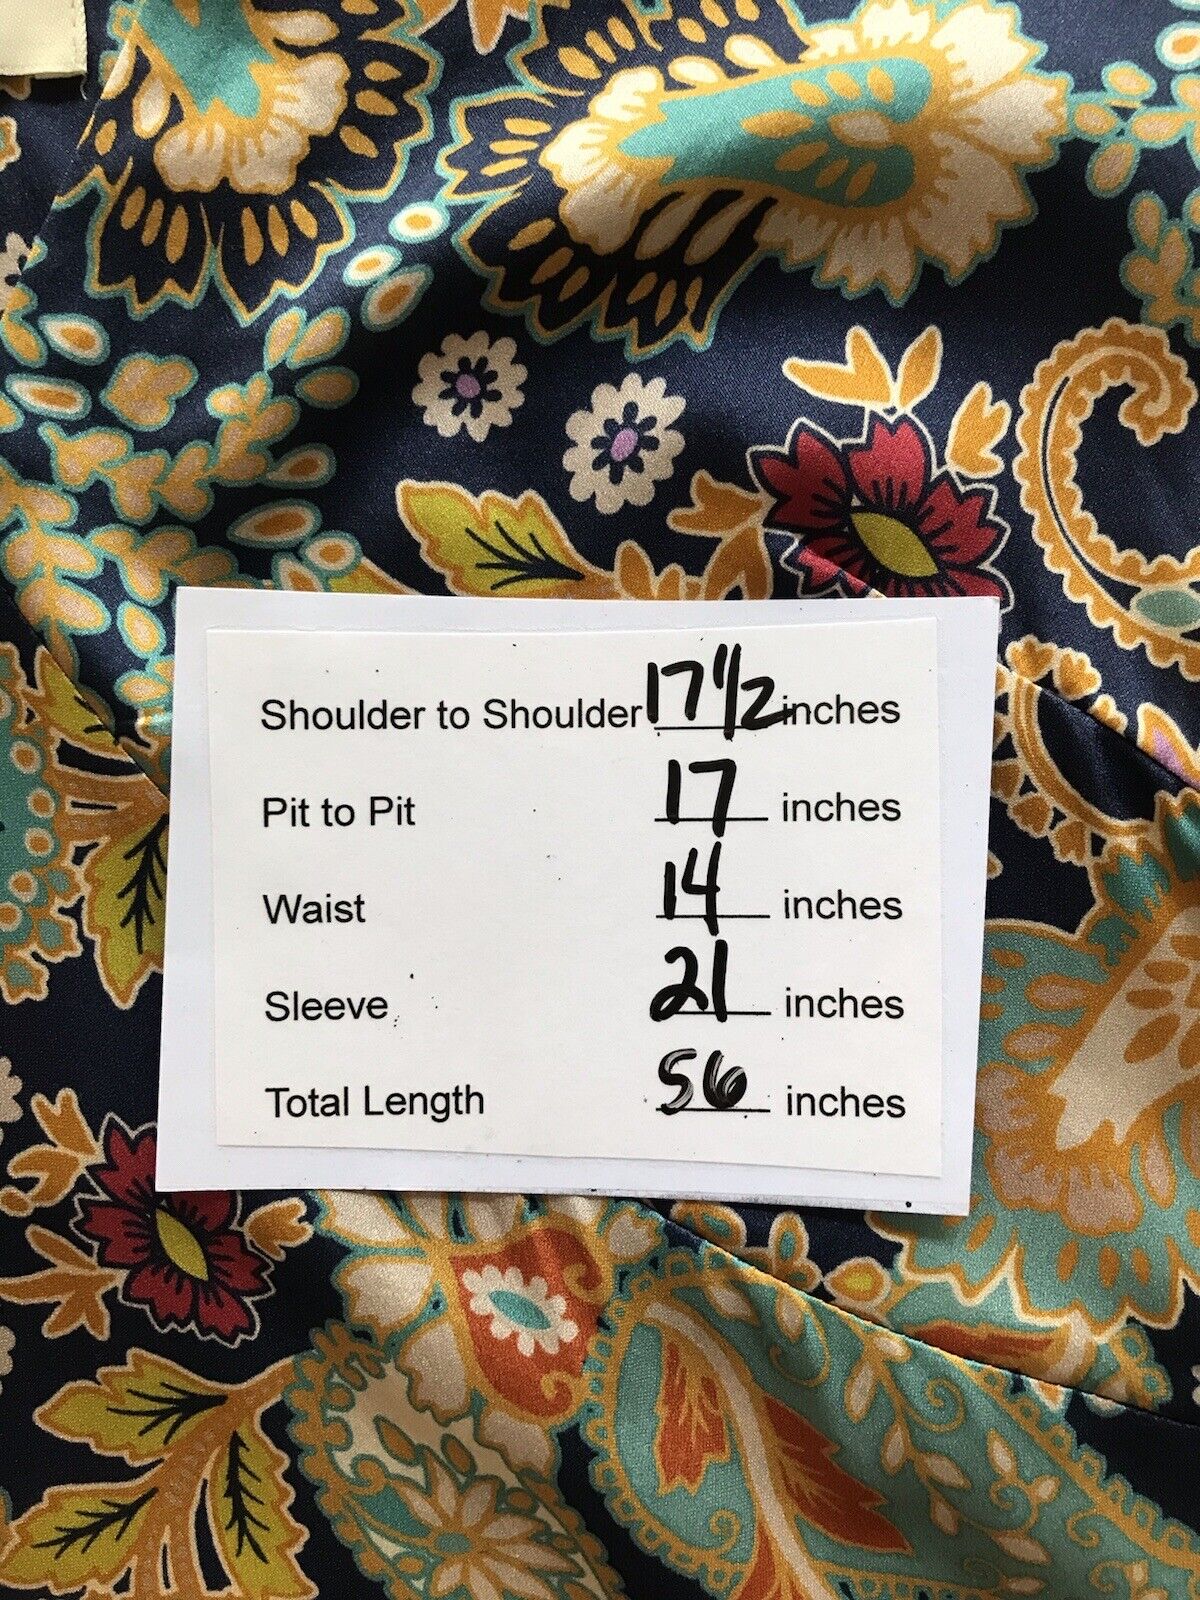 Shoulder to Shoulder 17 1/2 inches
Pit to Pit 17 inches
Waist 14 inches
Sleeve 21 inches
Total Length 56 inches